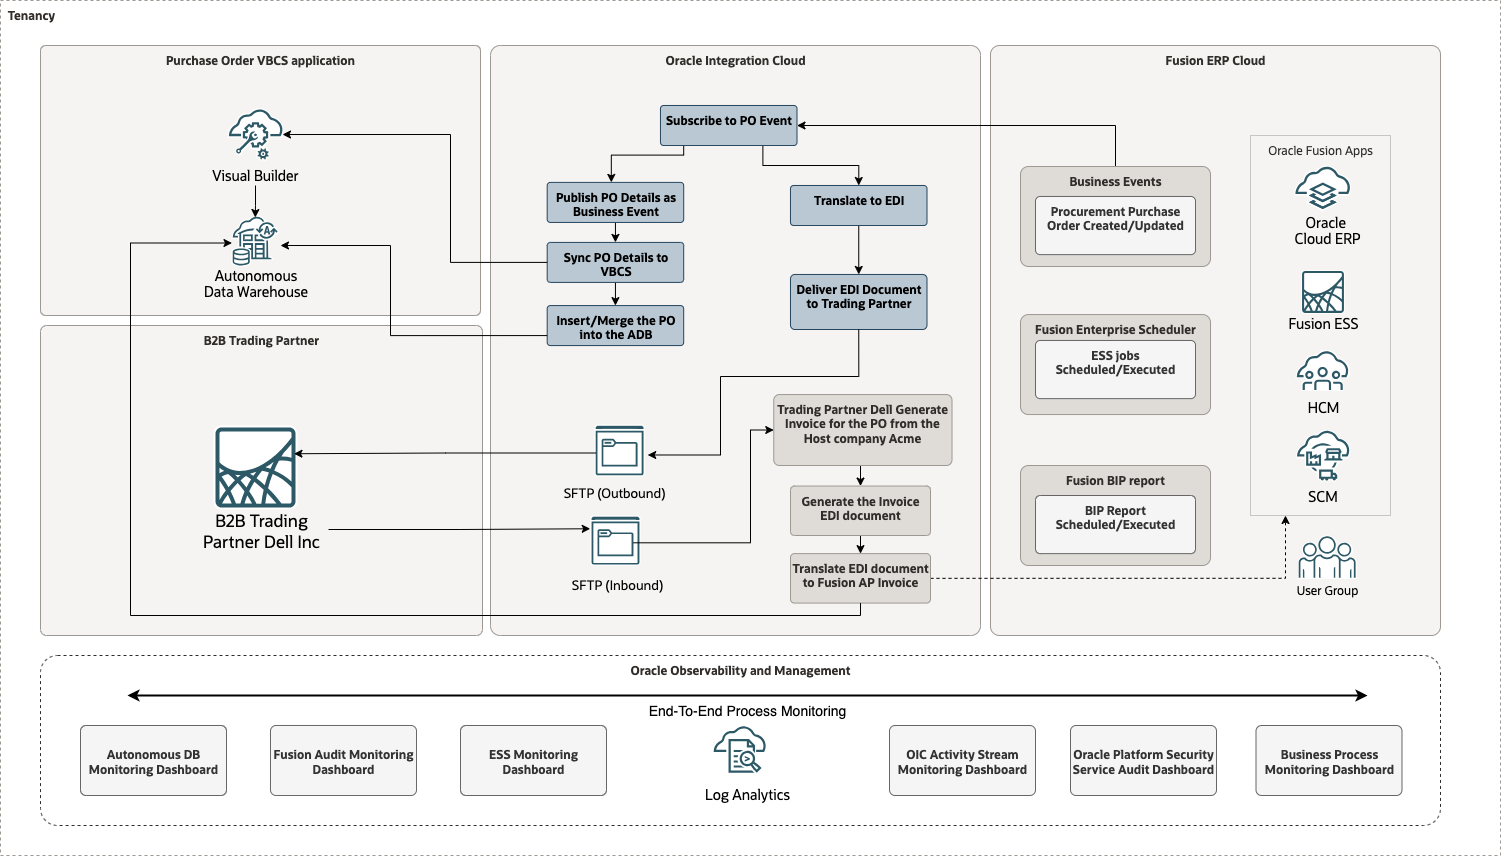 Tenancy
Purchase Order VBCS application
Visual Builder
Autonomous
Data Warehouse
B2B Trading Partner
B2B Trading
Partner Dell Inc
Oracle Integration Cloud
Subscribe to PO Event
Publish PO Details as
Business Event
Sync PO Details to
VBCS
Insert/Merge the PO
into the ADB
Translate to EDI
Deliver EDI Document
to Trading Partner
SFTP (Outbound)
SFTP (Inbound)
Trading Partner Dell Generate
Invoice for the PO from the
Host company Acme
Generate the Invoice
EDI document
Translate EDI document
to Fusion AP Invoice
Fusion ERP Cloud
Business Events
Procurement Purchase
Order Created/Updated
Fusion Enterprise Scheduler
ESS jobs
Scheduled/Executed
Fusion BIP report
BIP Report
Scheduled/Executed
Oracle Fusion Apps
Oracle
Cloud ERP
Fusion ESS
HCM
SCM
User Group
Oracle Observability and Management
End-To-End Process Monitoring
Autonomous DB
Monitoring Dashboard
Fusion Audit Monitoring
Dashboard
ESS Monitoring
Dashboard
Log Analytics
OIC Activity Stream
Monitoring Dashboard
Oracle Platform Security
Service Audit Dashboard
Business Process
Monitoring Dashboard